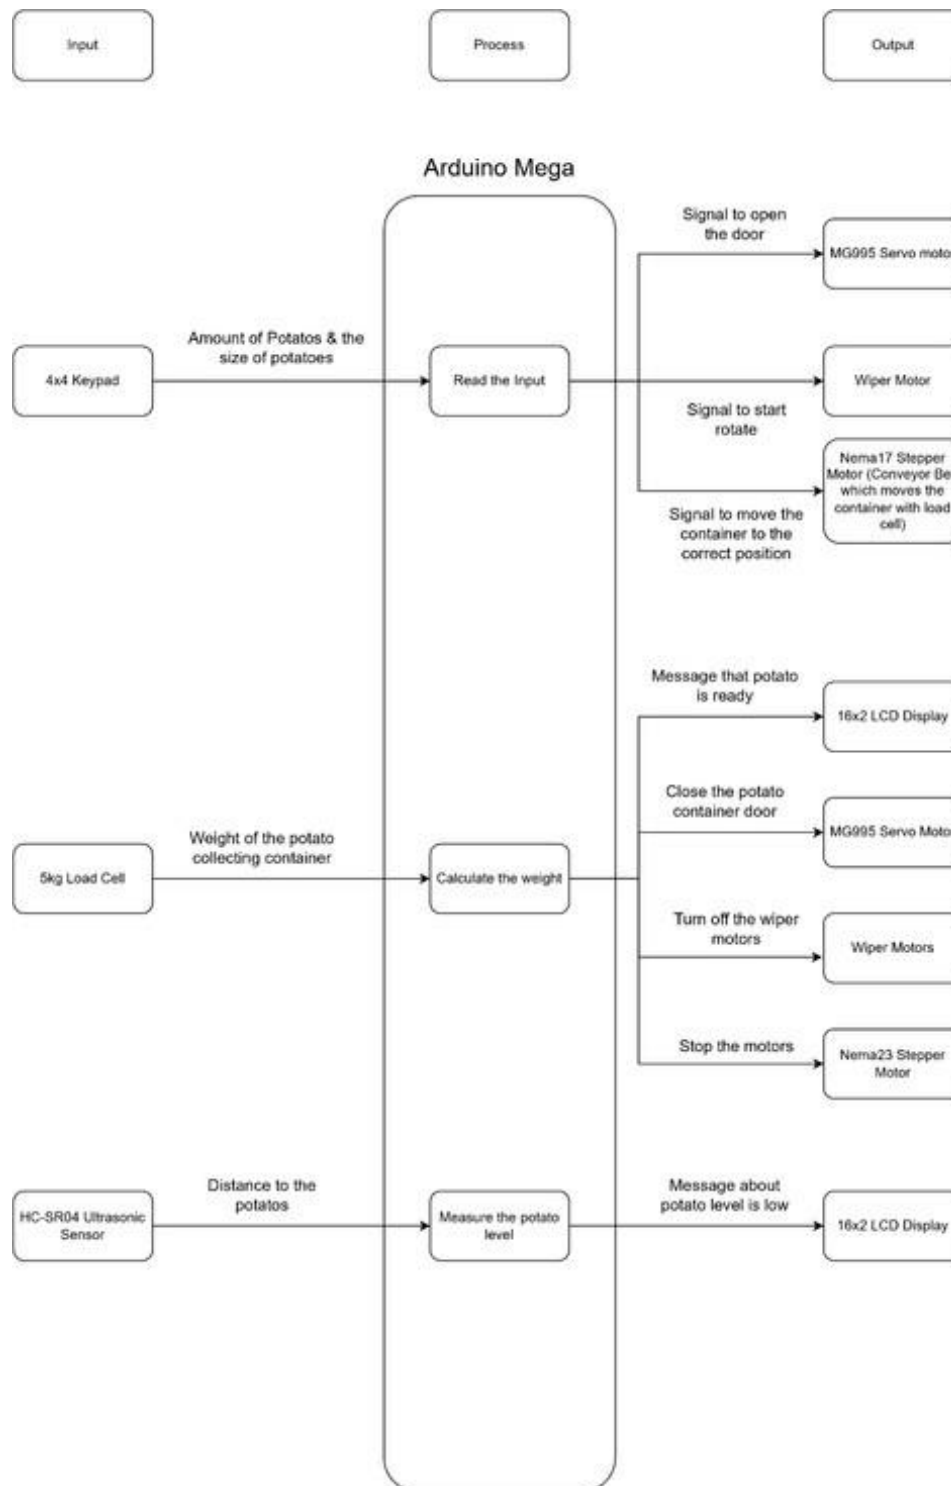 Input
Process
Output
Arduino Mega
Signal to open
the door
MG995 Servo moto
Amount of Potatos & the
size of potatoes
4x4 Keypad
Read the Input
Wiper Motor
Signal to start
rotate
Nema17 Stepper
Motor (Conveyor Be
which moves the
container with load
cell)
Signal to move the
container to the
correct position
Message that potato
is ready
16x2 LCD Display
Close the potato
container door
MG995 Servo Moto
Weight of the potato
collecting container
5kg Load Cell
Calculate the weight
Turn off the wiper
motors
Wiper Motors
Stop the motors
Nema23 Stepper
Motor
Distance to the
potatos
HC-SR04 Ultrasonic
Sensor
Measure the potato
level
Message about
potato level is low
16x2 LCD Display